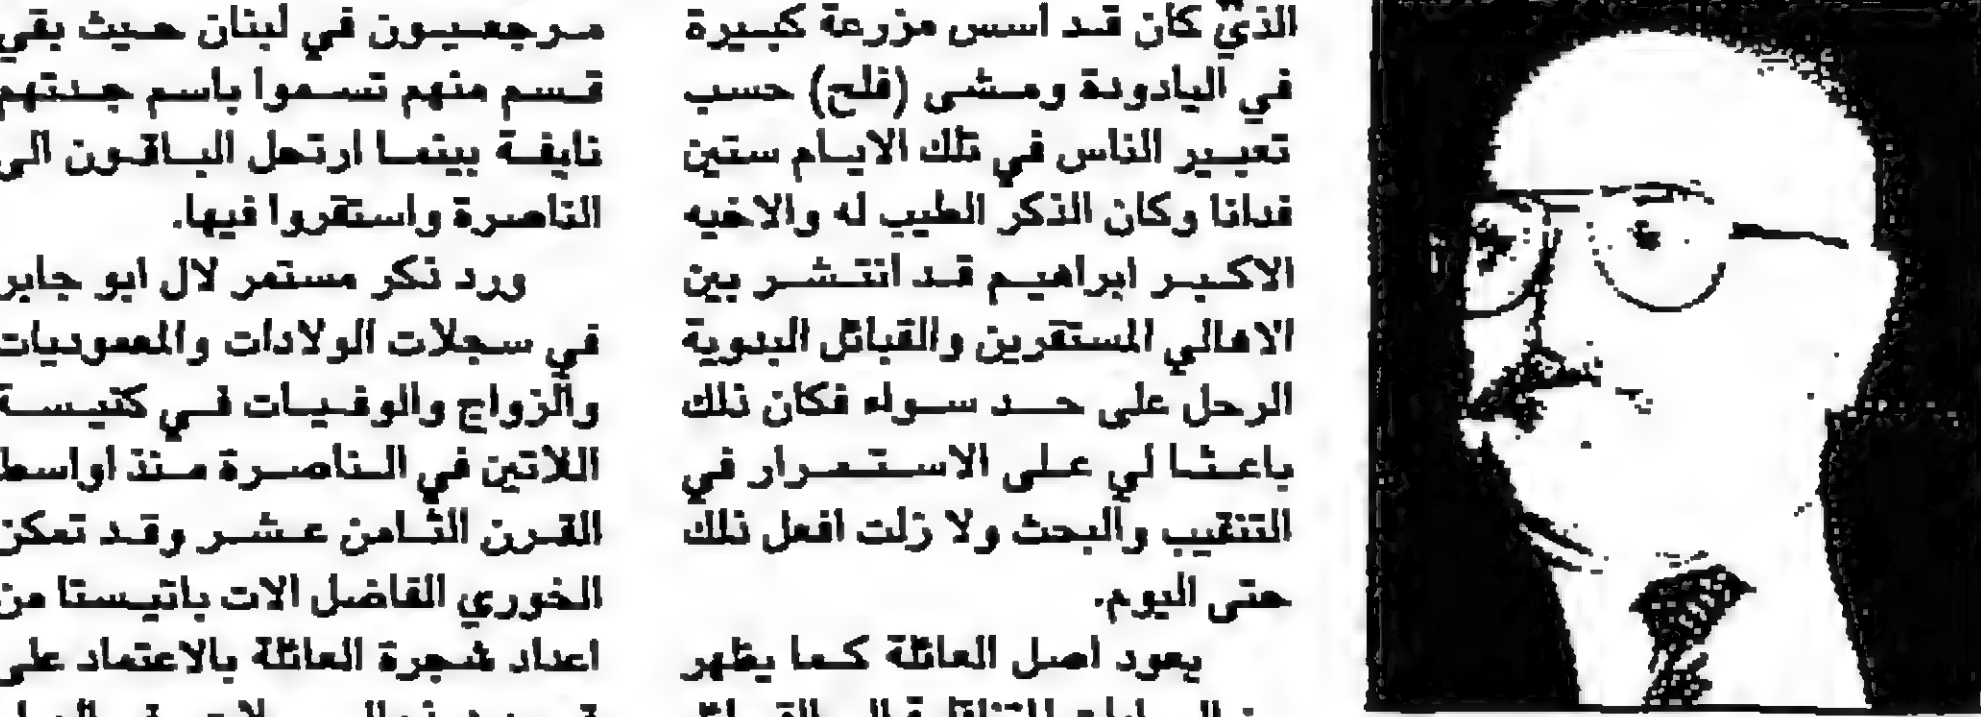 الذي كان قد اسس مزرعة كبيرة
في اليادودة ومشى (فلح) حسب
تعبير الناس في تلك الايام ستين
فدانا وكان الذكر الطيب له والاخيه
الاكبر ابراهيم قد انتشر بين
الاهالي المستقرين والقبائل البدوية
الرحل على حد سواء فكان ذلك
باعثا لي على الاستمرار في
التنقيب والبحث ولا زلت افعل ذلك
حتى اليوم.
يعود اصل العائلة كما يظهر
مرجعيون في لبنان حيث بقي
قسم منهم تسموا باسم جدتهم
نايفة بينما ارتحل الباقون الى
الناصرة واستقروا فيها.
ورد ذكر مستمر لال ابو جابر
في سجلات الولادات والمعموديات
والزواج والوفيات في كنيسة
اللاتين في الناصرة منذ اواسط
القرن الثامن عشر وقد تمكن
الخوري الفاضل الات باتيستا من
اعداد شجرة العائلة بالاعتماد على